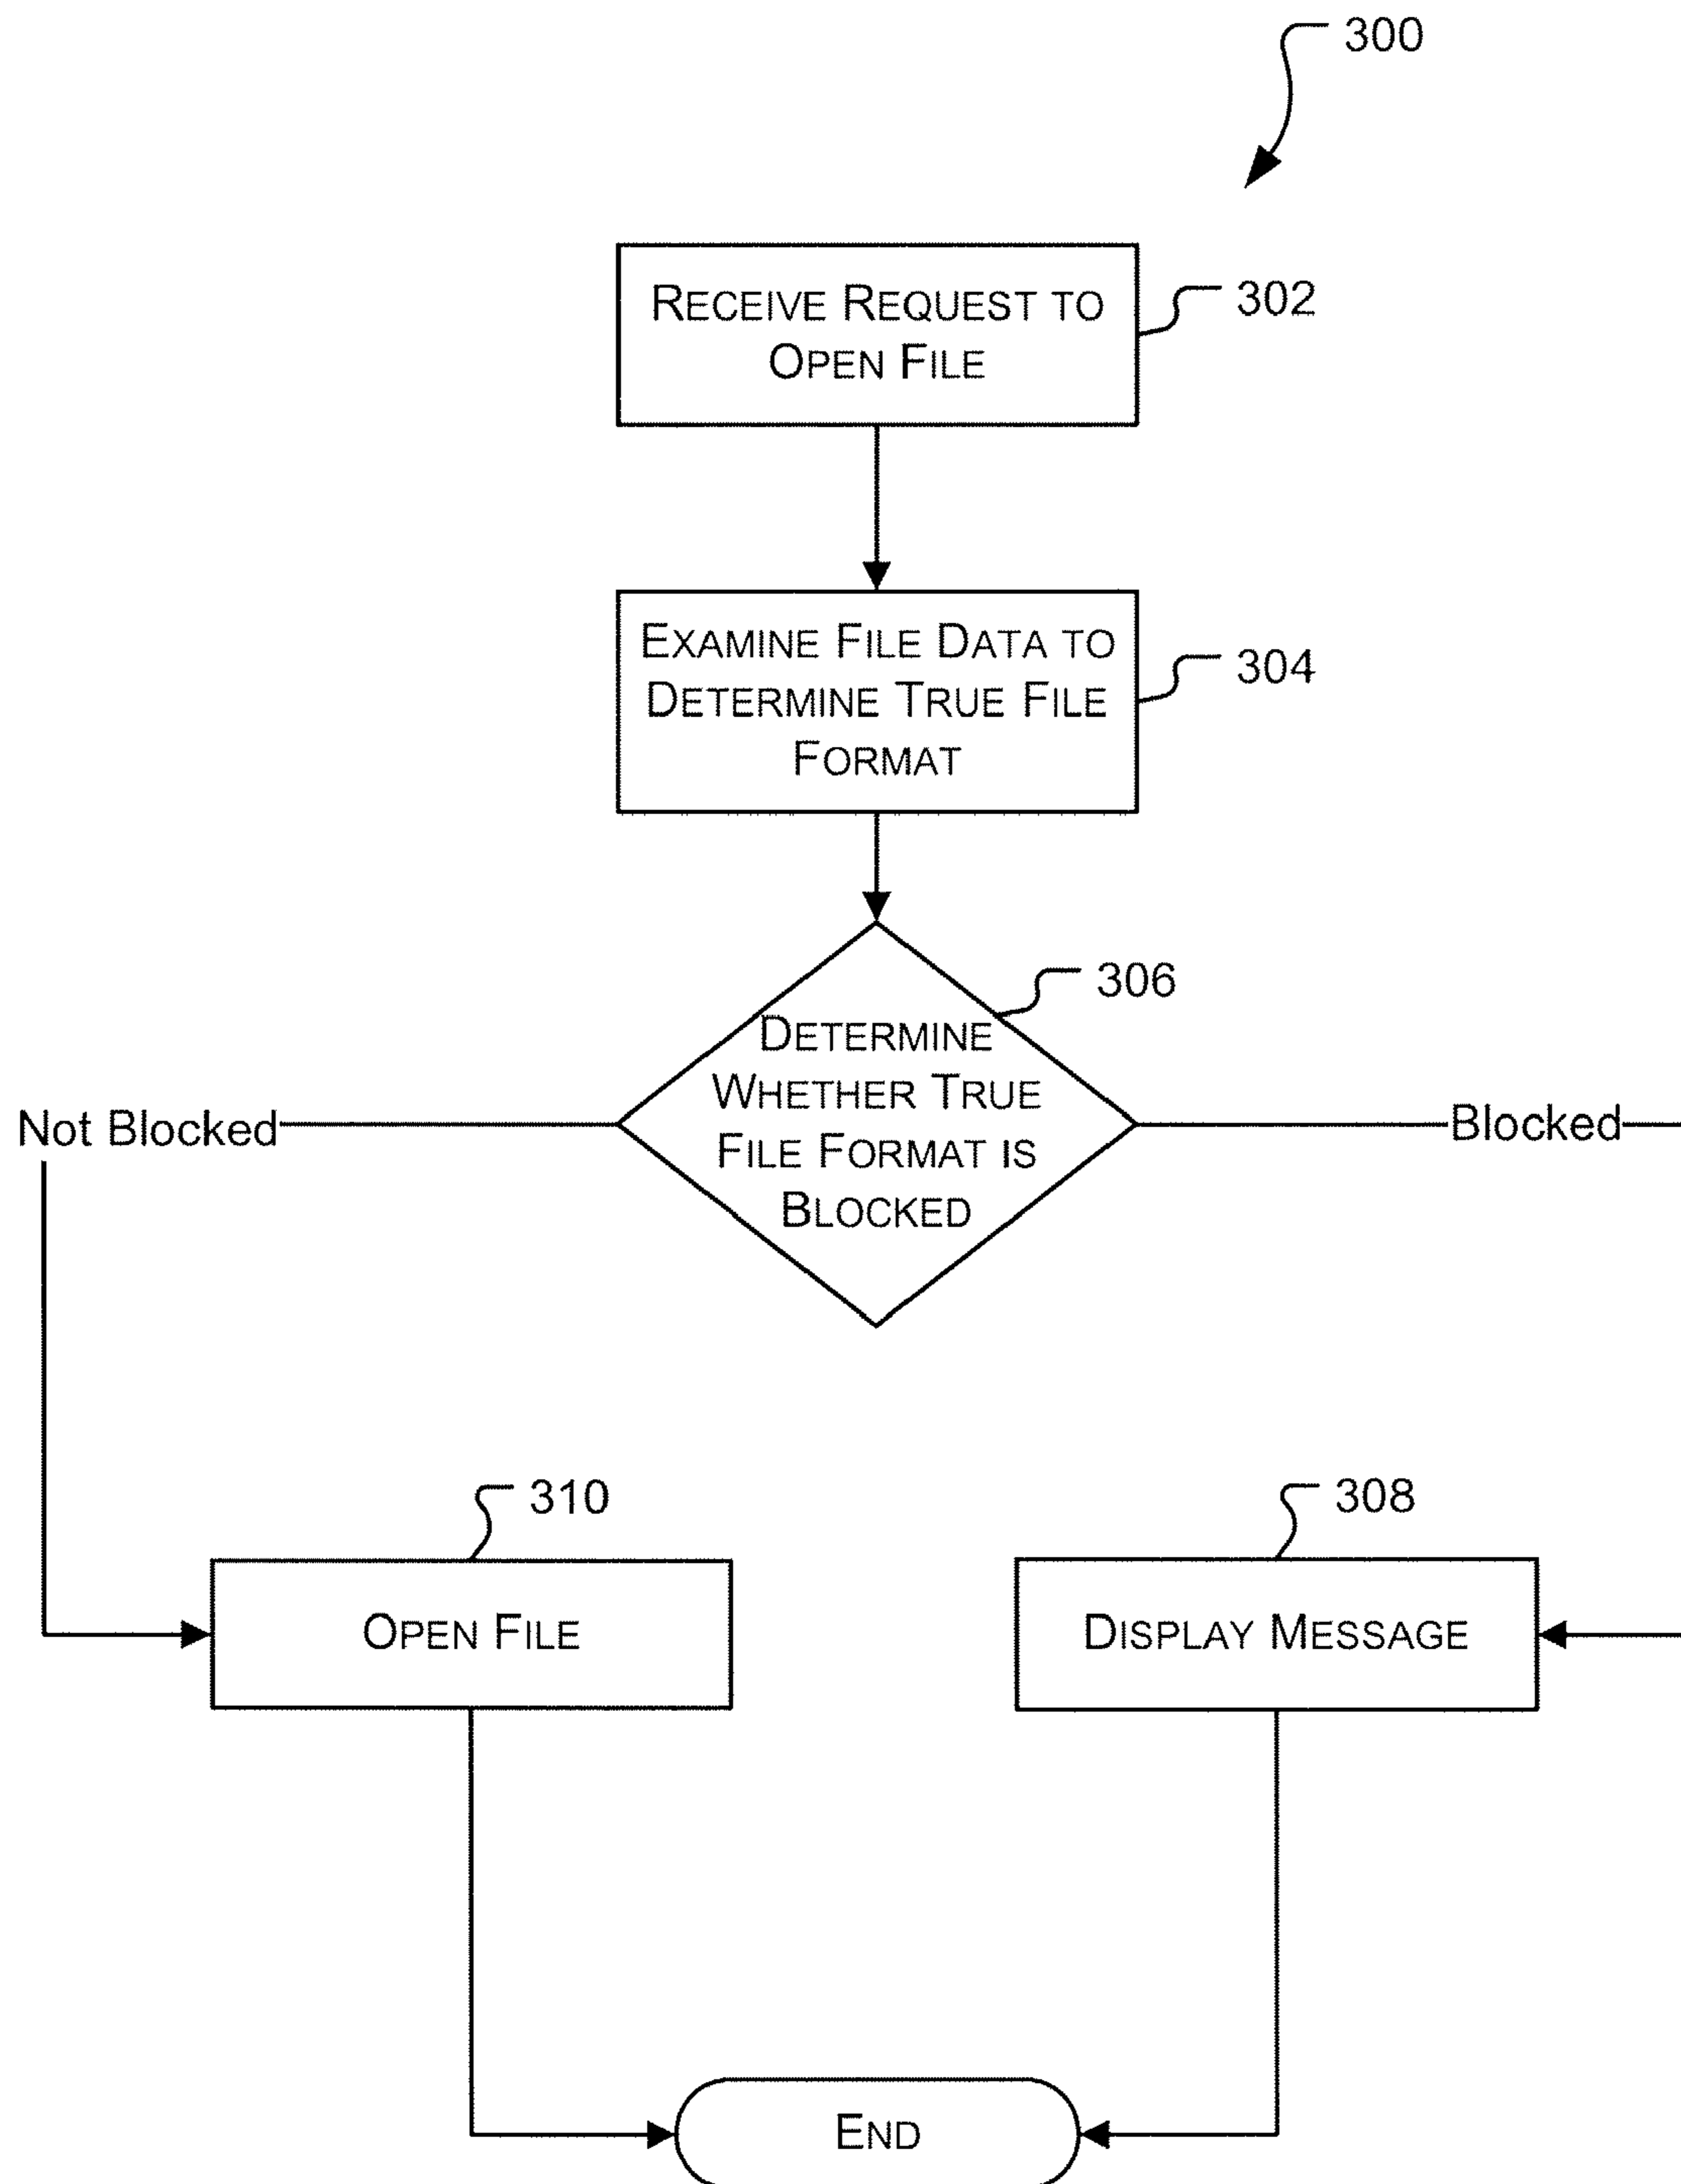 300
RECEIVE REQUEST TO
OPEN FILE
302
EXAMINE FILE DATA TO
DETERMINE TRUE FILE
FORMAT
304
306
DETERMINE
WHETHER TRUE
FILE FORMAT IS
BLOCKED
Not Blocked
Blocked
310
OPEN FILE
308
DISPLAY MESSAGE
END